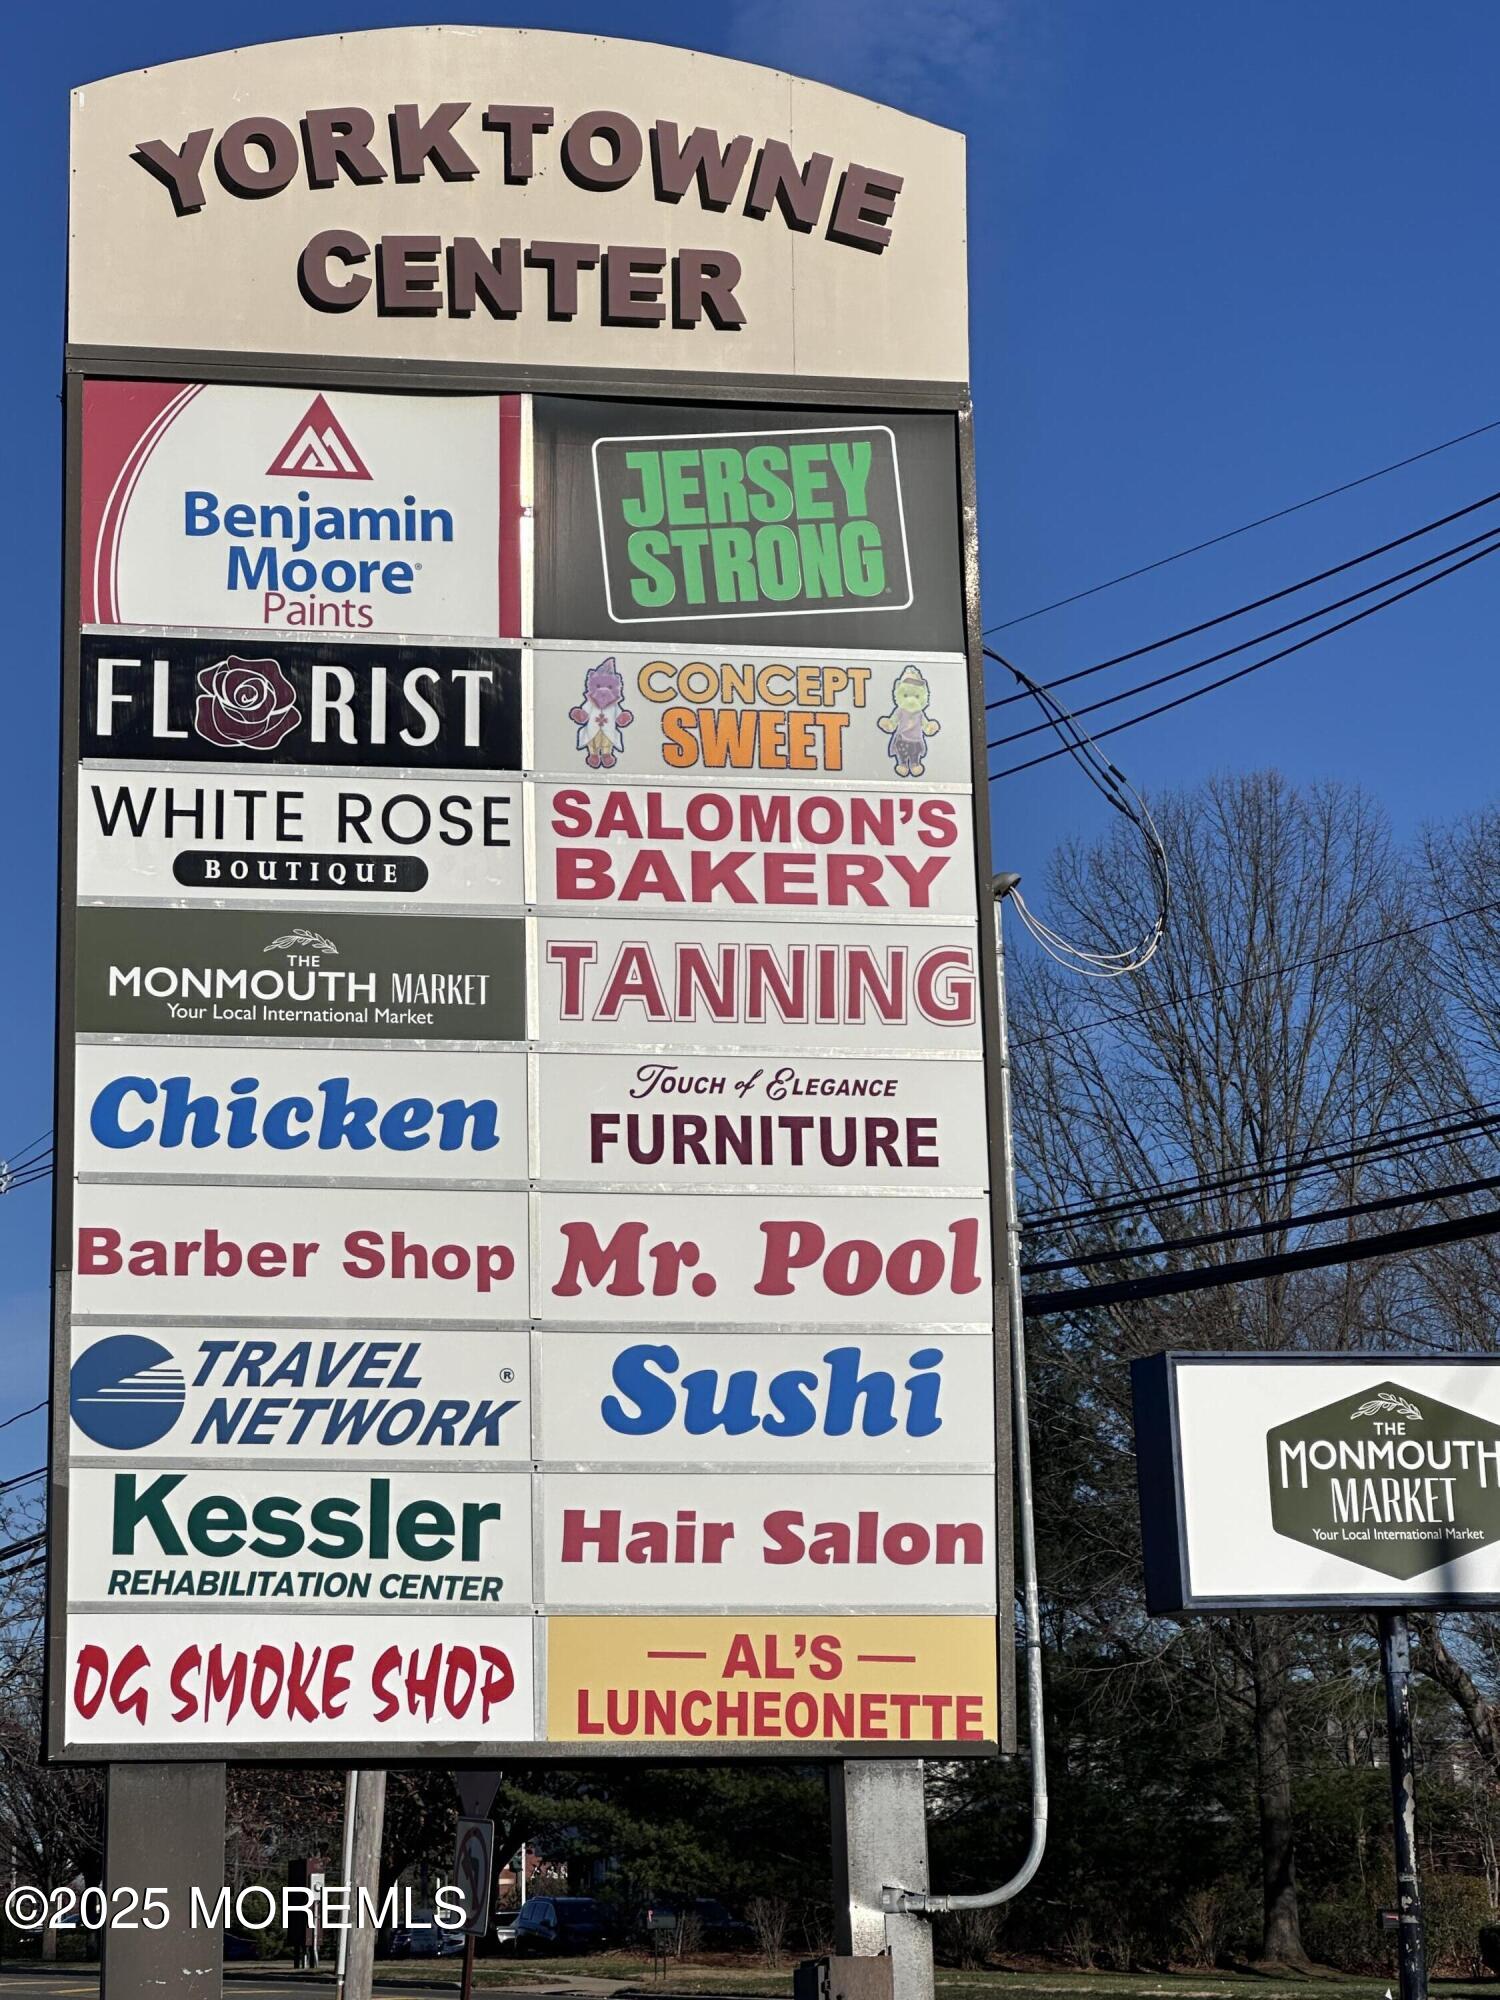 YORKTOWNE
CENTER
Benjamin
Moore®
Paints
JERSEY
STRONG
FLORIST
CONCEPT
SWEET
WHITE ROSE
BOUTIQUE
SALOMON'S
BAKERY
THE
MONMOUTH MARKET
Your Local International Market
TANNING
Chicken
TOUCH of ELEGANCE
FURNITURE
Barber Shop
Mr. Pool
TRAVEL
NETWORK
®
Sushi
Kessler
REHABILITATION CENTER
Hair Salon
OG SMOKE SHOP
— AL'S —
LUNCHEONETTE
THE
MONMOUTH
MARKET
Your Local International Market
©2025 MOREMLS